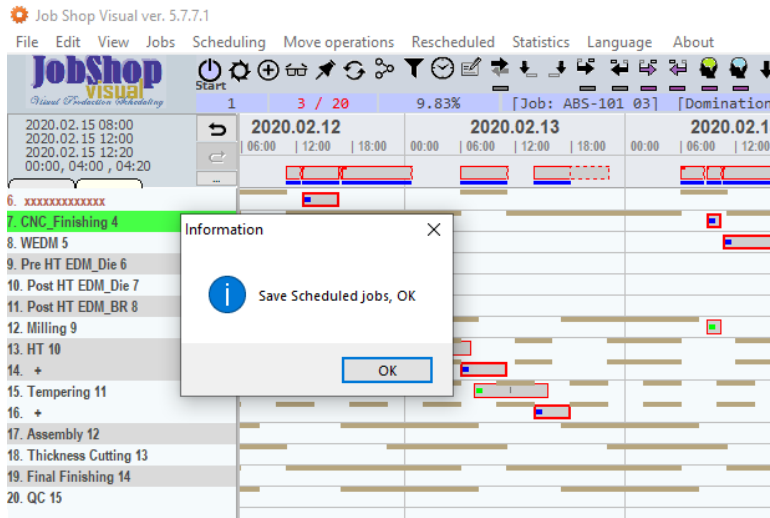 Job Shop Visual ver. 5.7.7.1
File Edit View Jobs Scheduling Move operations Rescheduled Statistics Language About
JobShop
VISUAL
Visual Production Scheduling
Start
1 3 / 20 9.83% [Job: ABS-101 03] [Domination
2020.02.15 08:00
2020.02.15 12:00
2020.02.15 12:20
00:00, 04:00 , 04:20
...
2020.02.12 2020.02.13 2020.02.1
06:00 12:00 18:00 00:00 06:00 12:00 18:00 00:00 06:00 12:00
6. xxxxxxxxxxxxx
7. CNC_Finishing 4
8. WEDM 5
9. Pre HT EDM_Die 6
10. Post HT EDM_Die 7
11. Post HT EDM_BR 8
12. Milling 9
13. HT 10
14. +
15. Tempering 11
16. +
17. Assembly 12
18. Thickness Cutting 13
19. Final Finishing 14
20. QC 15
Information
Save Scheduled jobs, OK
OK